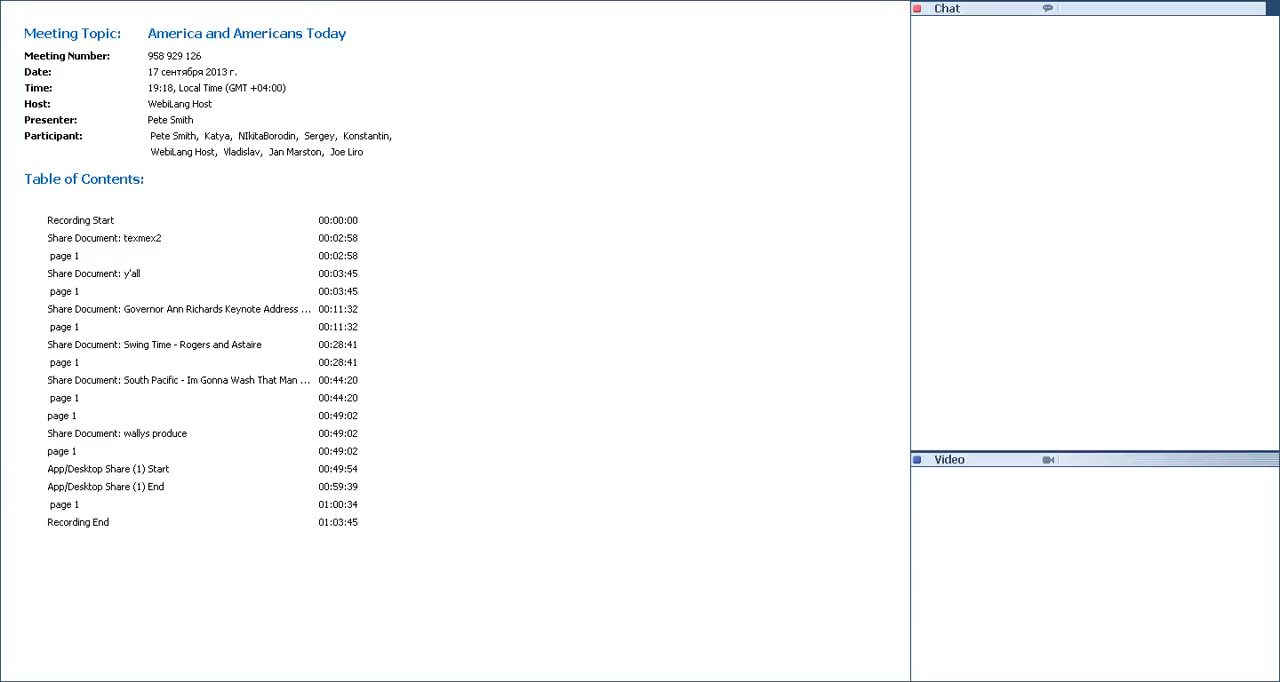 Meeting Topic: America and Americans Today
Meeting Number: 958 929 126
Date: 17 сентября 2013 г.
Time: 19:18, Local Time (GMT +04:00)
Host: WebiLang Host
Presenter: Pete Smith
Participant: Pete Smith, Katya, NIkitaBorodin, Sergey, Konstantin,
WebiLang Host, Vladislav, Jan Marston, Joe Liro
Table of Contents:
Recording Start 00:00:00
Share Document: texmex2 00:02:58
page 1 00:02:58
Share Document: y'all 00:03:45
page 1 00:03:45
Share Document: Governor Ann Richards Keynote Address ... 00:11:32
page 1 00:11:32
Share Document: Swing Time - Rogers and Astaire 00:28:41
page 1 00:28:41
Share Document: South Pacific - Im Gonna Wash That Man ... 00:44:20
page 1 00:44:20
page 1 00:49:02
Share Document: wallys produce 00:49:02
page 1 00:49:02
App/Desktop Share (1) Start 00:49:54
App/Desktop Share (1) End 00:59:39
page 1 01:00:34
Recording End 01:03:45
Chat
Video